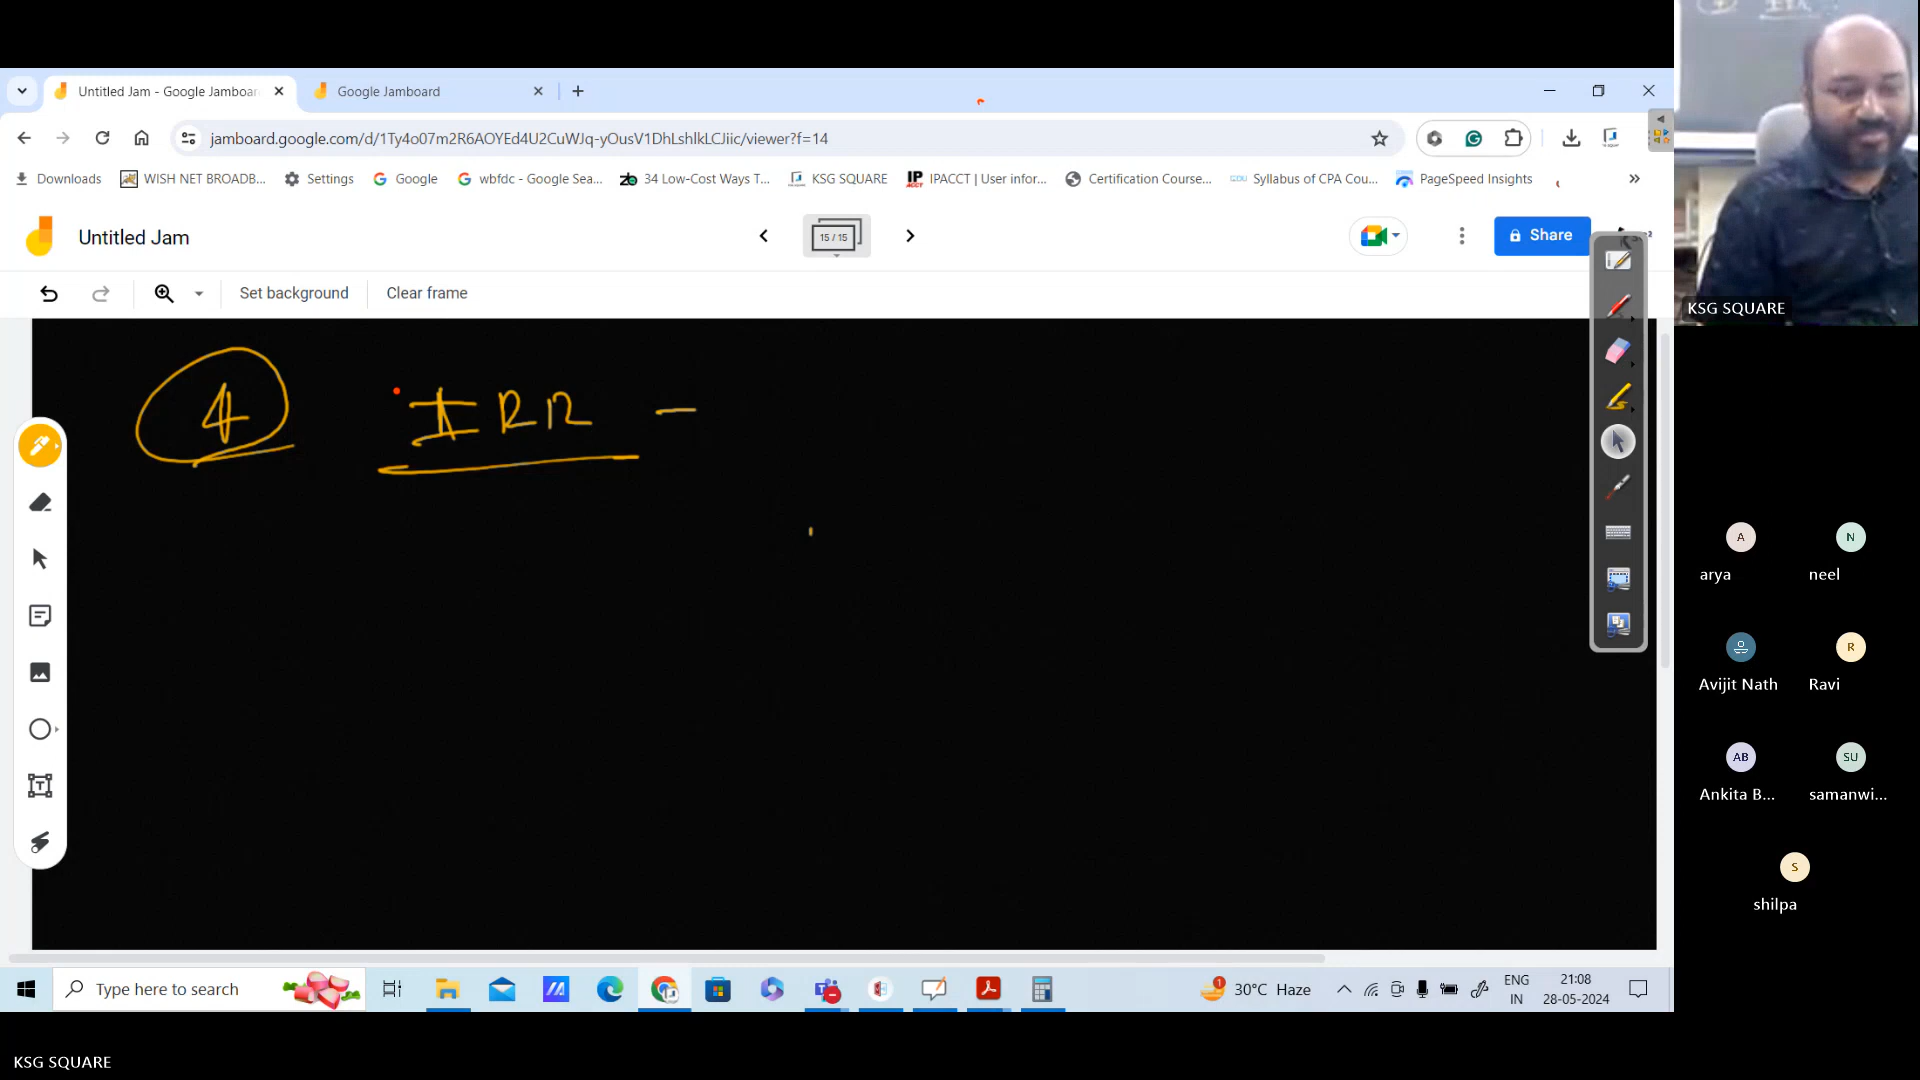 Untitled Jam - Google Jamboar
Google Jamboard
jamboard.google.com/d/1Ty4o07m2R6AOYEd4U2CuWJq-yOusV1DhLshlkLCJiic/viewer?f=14
Downloads
WISH NET BROADB...
Settings
Google
wbfdc - Google Sea...
34 Low-Cost Ways T...
KSG SQUARE
IPACCT | User infor...
Certification Course...
Syllabus of CPA Cou...
PageSpeed Insights
Untitled Jam
15 / 15
Share
Set background
Clear frame
4 IRR -
KSG SQUARE
A
N
arya
neel
R
Avijit Nath
Ravi
AB
SU
Ankita B...
samanwi...
S
shilpa
Type here to search
30°C Haze
ENG
IN
21:08
28-05-2024
KSG SQUARE